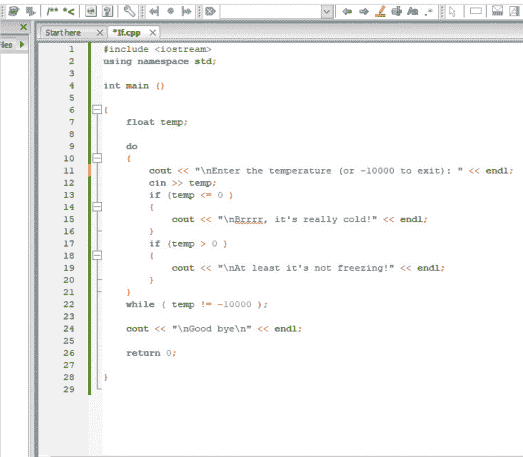 /** *<
Start here × *If.cpp ×
iles
1 #include <iostream>
2 using namespace std;
3
4 int main ()
5
6 {
7 float temp;
8
9 do
10 {
11 cout << "\nEnter the temperature (or -10000 to exit): " << endl;
12 cin >> temp;
13 if (temp <= 0 )
14 {
15 cout << "\nBrrrr, it's really cold!" << endl;
16 }
17 if (temp > 0 )
18 {
19 cout << "\nAt least it's not freezing!" << endl;
20 }
21 }
22 while ( temp != -10000 );
23
24 cout << "\nGood bye\n" << endl;
25
26 return 0;
27
28 }
29